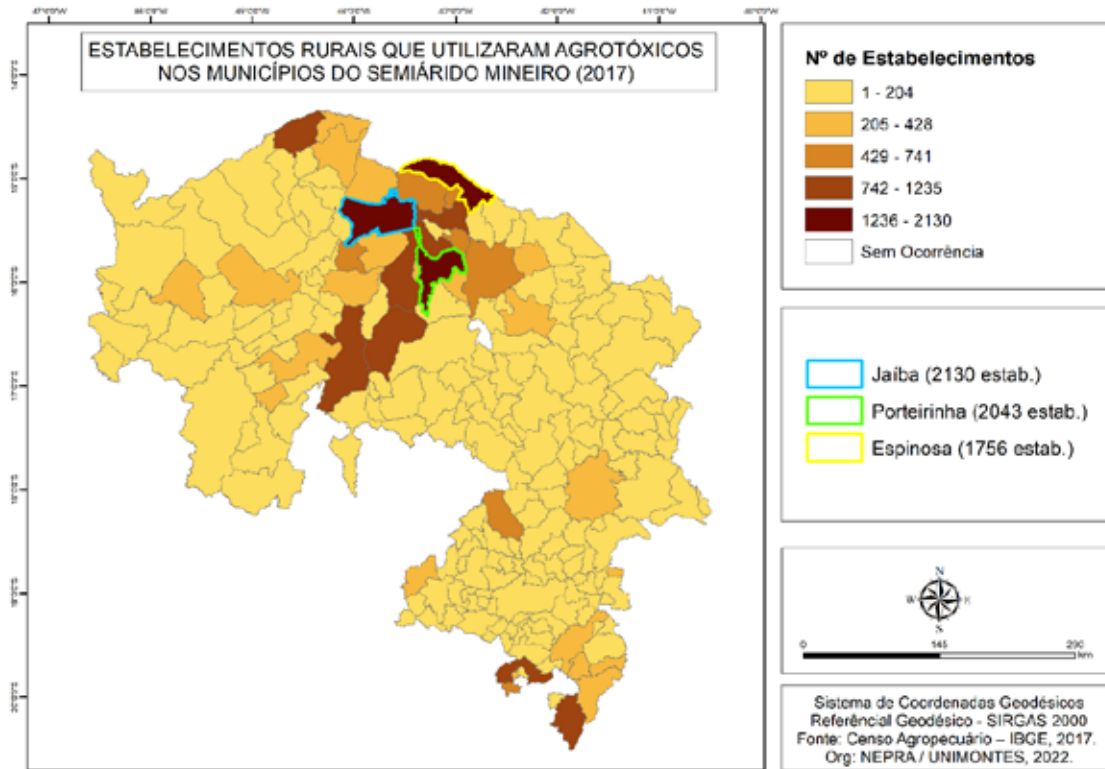 ESTABELECIMENTOS RURAIS QUE UTILIZARAM AGROTÓXICOS
NOS MUNICÍPIOS DO SEMIÁRIDO MINEIRO (2017)
Nº de Estabelecimentos
1 - 204
205 - 428
429 - 741
742 - 1235
1236 - 2130
Sem Ocorrência
Jaíba (2130 estab.)
Porteirinha (2043 estab.)
Espinosa (1756 estab.)
N
W
E
S
0
145
290
km
Sistema de Coordenadas Geodésicos
Referêncial Geodésico - SIRGAS 2000
Fonte: Censo Agropecuário – IBGE, 2017.
Org: NEPRA / UNIMONTES, 2022.